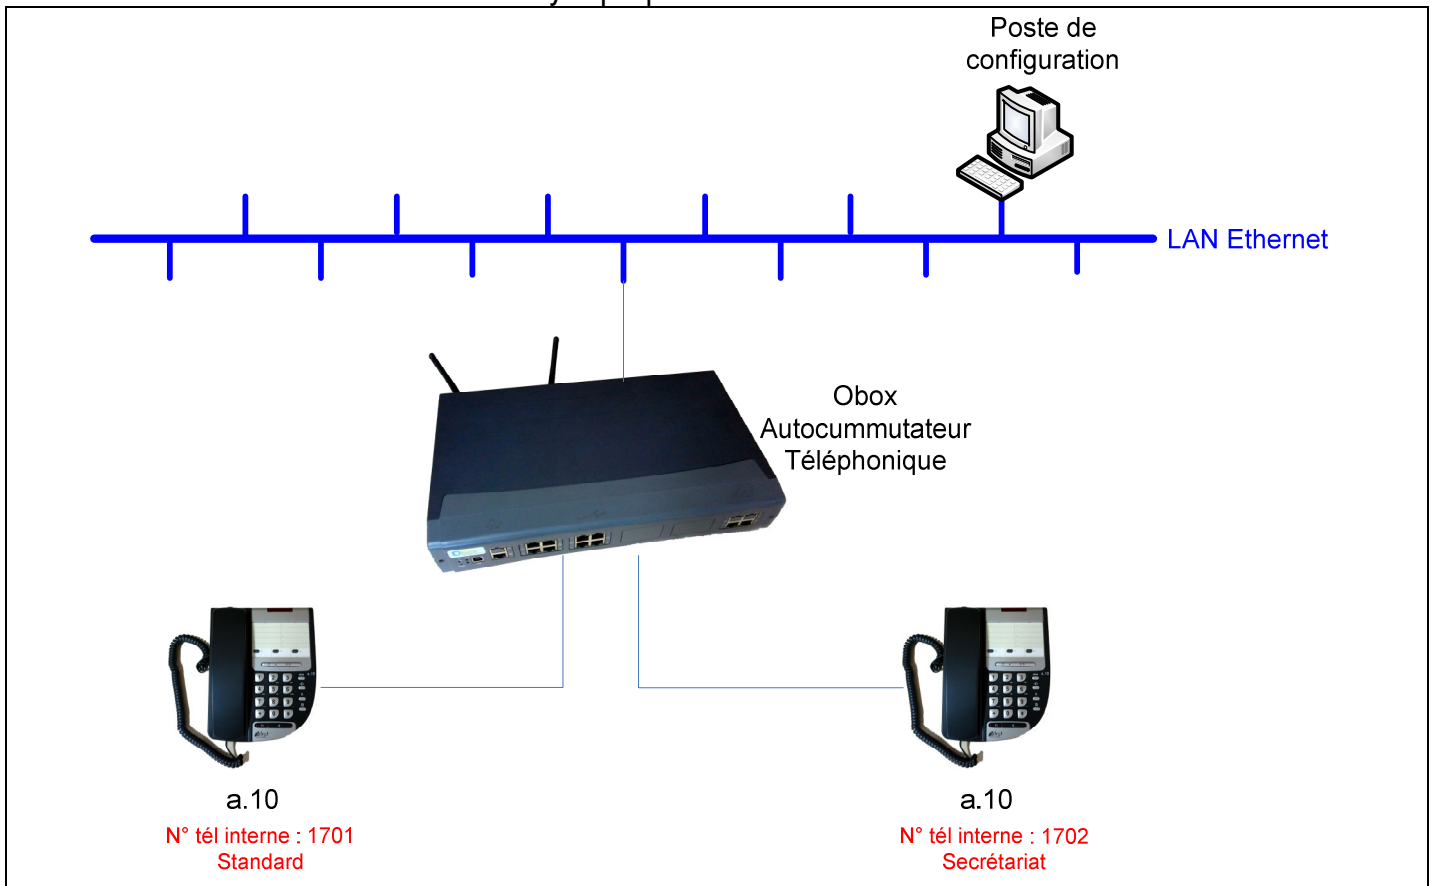 Poste de
configuration
LAN Ethernet
Obox
Autocummutateur
Téléphonique
a.10
N° tél interne : 1701
Standard
a.10
N° tél interne : 1702
Secrétariat